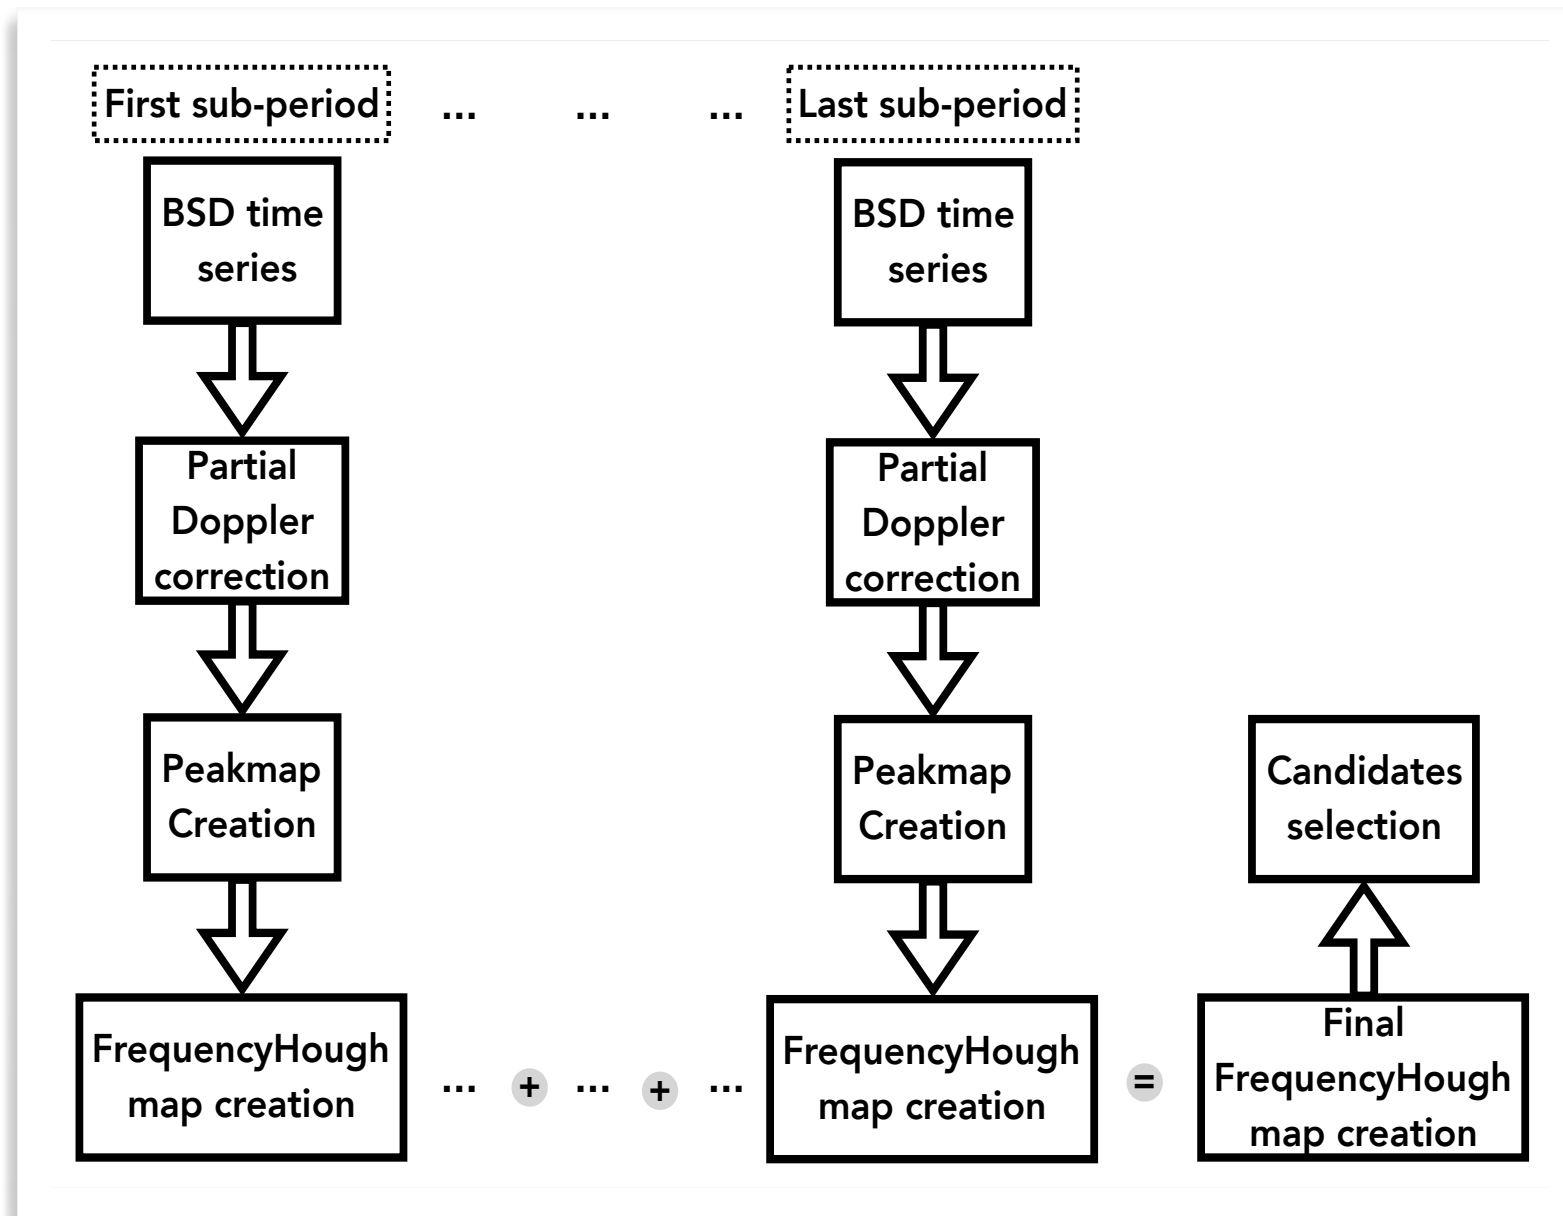 First sub-period ... ... ... Last sub-period
BSD time
series
BSD time
series
Partial
Doppler
correction
Partial
Doppler
correction
Peakmap
Creation
Peakmap
Creation
Candidates
selection
FrequencyHough
map creation
... + ... + ...
FrequencyHough
map creation
=
Final
FrequencyHough
map creation